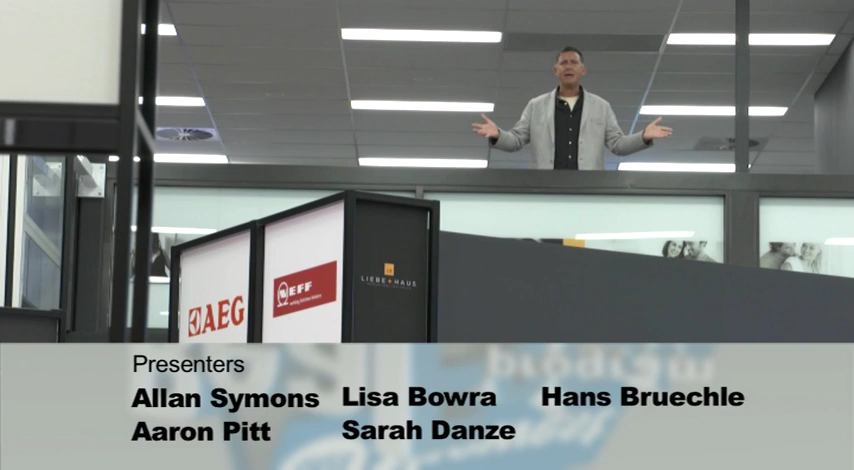 AEG
NEFF
LIEBE+HAUS
Presenters
Allan Symons Lisa Bowra Hans Bruechle
Aaron Pitt Sarah Danze